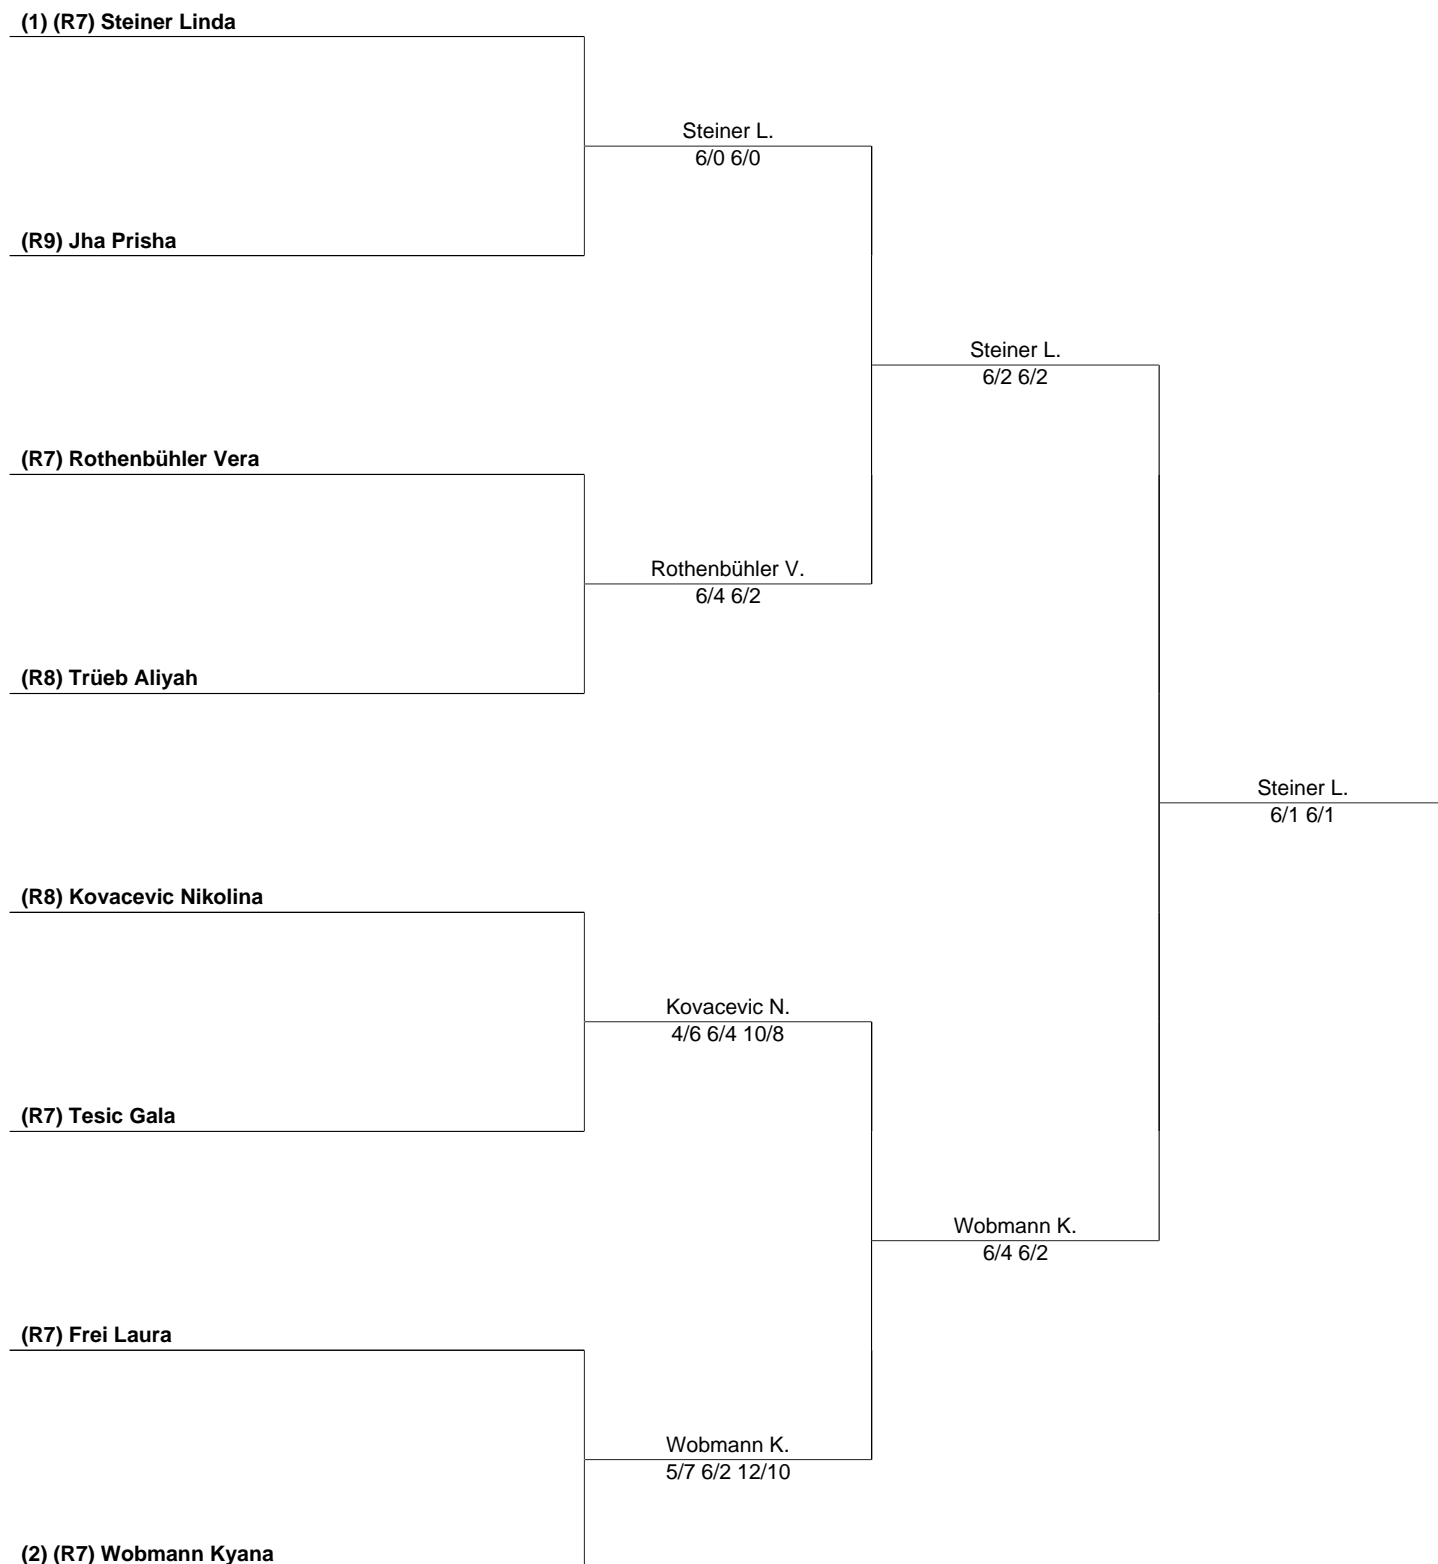 (1) (R7) Steiner Linda
Steiner L.
6/0 6/0
(R9) Jha Prisha
Steiner L.
6/2 6/2
(R7) Rothenbühler Vera
Rothenbühler V.
6/4 6/2
(R8) Trüeb Aliyah
Steiner L.
6/1 6/1
(R8) Kovacevic Nikolina
Kovacevic N.
4/6 6/4 10/8
(R7) Tesic Gala
Wobmann K.
6/4 6/2
(R7) Frei Laura
Wobmann K.
5/7 6/2 12/10
(2) (R7) Wobmann Kyana